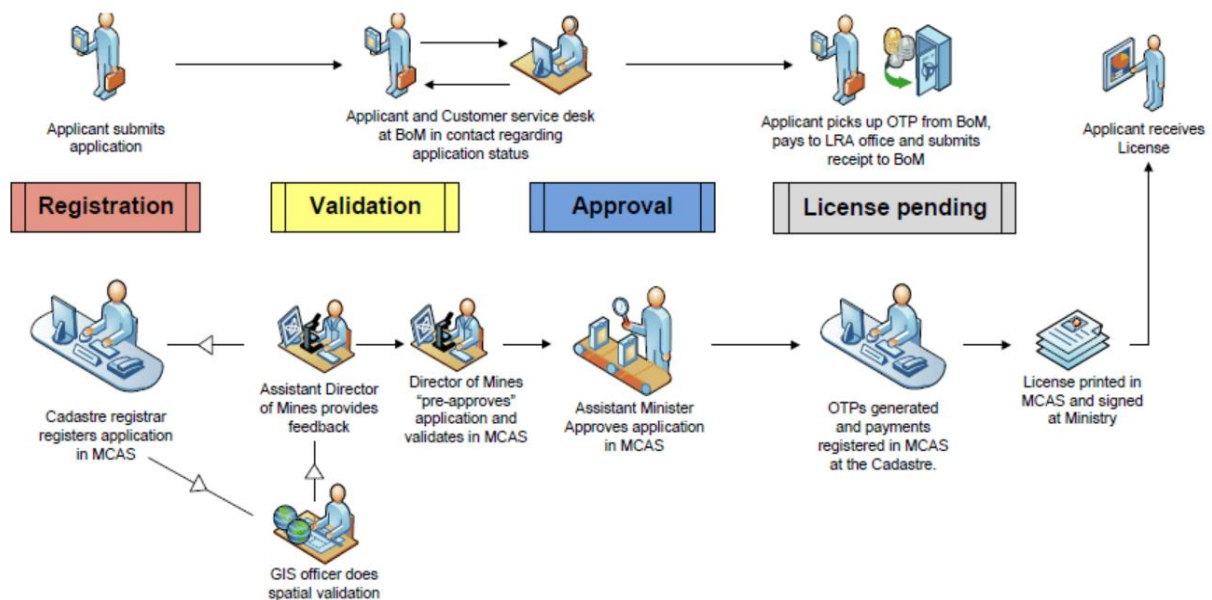 Applicant submits
application
Applicant and Customer service desk
at BoM in contact regarding
application status
Applicant picks up OTP from BoM,
pays to LRA office and submits
receipt to BoM
Applicant receives
License
Registration
Validation
Approval
License pending
Cadastre registrar
registers application
in MCAS
Assistant Director
of Mines provides
feedback
Director of Mines
“pre-approves”
application and
validates in MCAS
Assistant Minister
Approves application
in MCAS
OTPs generated
and payments
registered in MCAS
at the Cadastre.
License printed in
MCAS and signed
at Ministry
GIS officer does
spatial validation